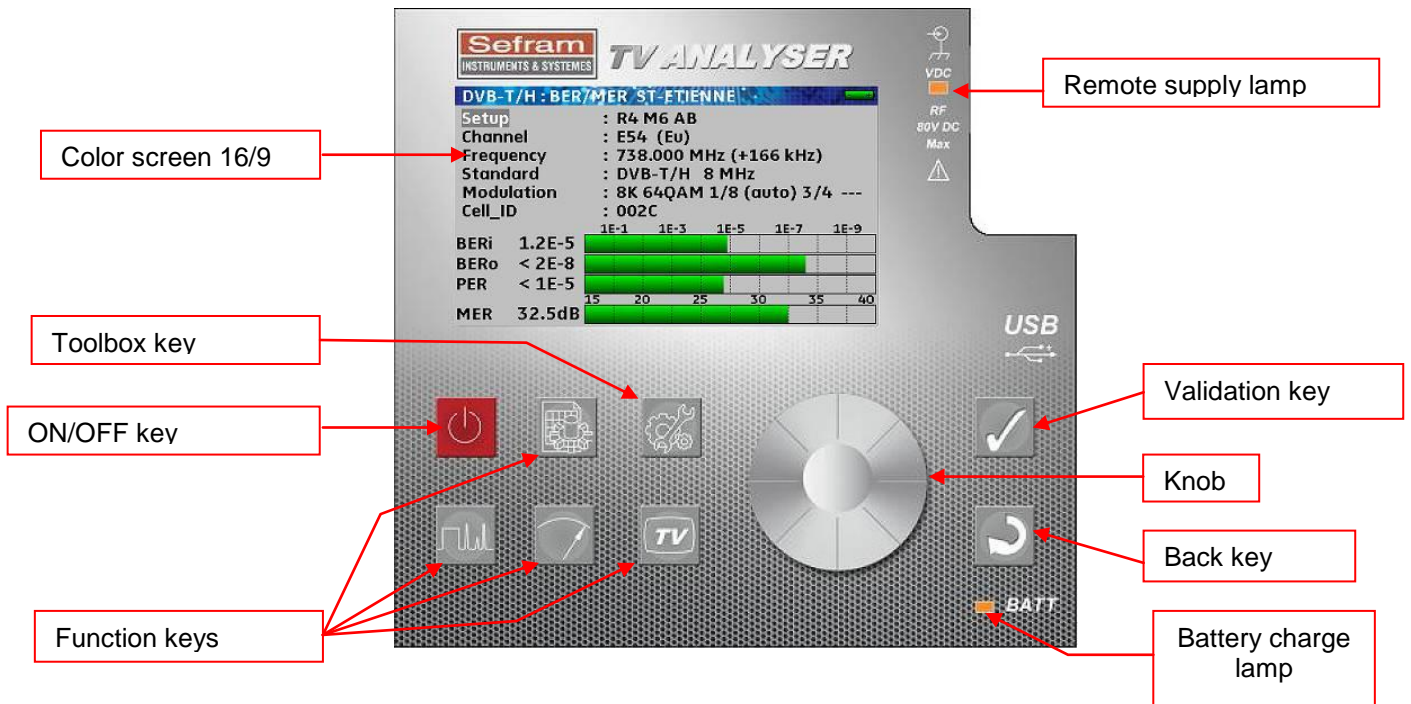 Sefram
INSTRUMENTS & SYSTEMES
TV ANALYSER
VDC
RF
80V DC
Max
Remote supply lamp
Color screen 16/9
DVB-T/H : BER/MER ST-ETIENNE
Setup : R4 M6 AB
Channel : E54 (Eu)
Frequency : 738.000 MHz (+166 kHz)
Standard : DVB-T/H 8 MHz
Modulation : 8K 64QAM 1/8 (auto) 3/4 ---
Cell_ID : 002C
1E-1 1E-3 1E-5 1E-7 1E-9
BERi 1.2E-5
BERo < 2E-8
PER < 1E-5
15 20 25 30 35 40
MER 32.5dB
USB
Toolbox key
Validation key
ON/OFF key
Knob
TV
Back key
BATT
Function keys
Battery charge
lamp